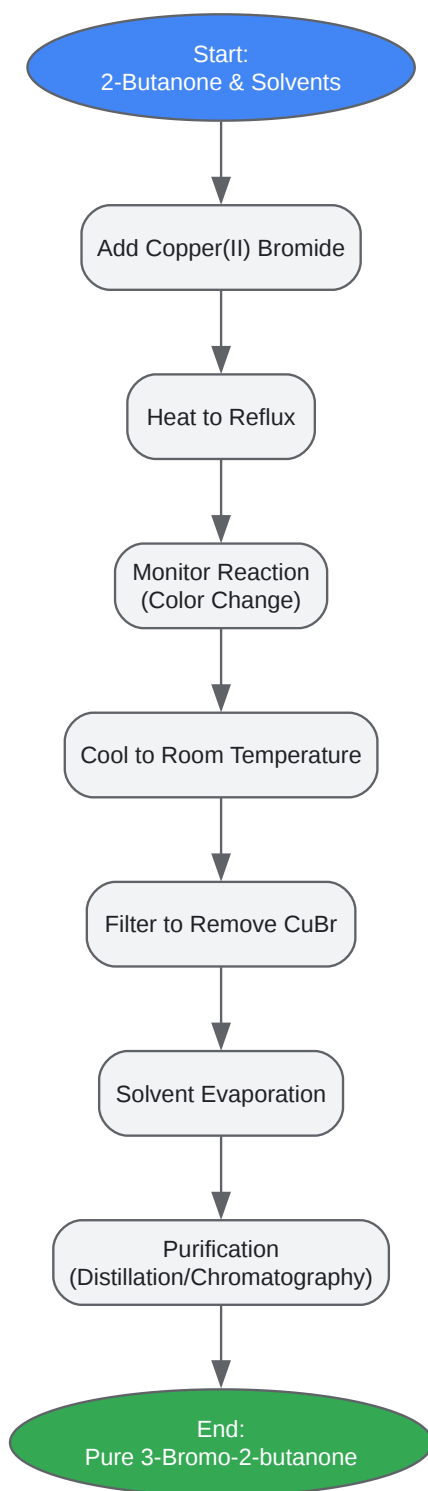 Start:
2-Butanone & Solvents
Add Copper(II) Bromide
Heat to Reflux
Monitor Reaction
(Color Change)
Cool to Room Temperature
Filter to Remove CuBr
Solvent Evaporation
Purification
(Distillation/Chromatography)
End:
Pure 3-Bromo-2-butanone